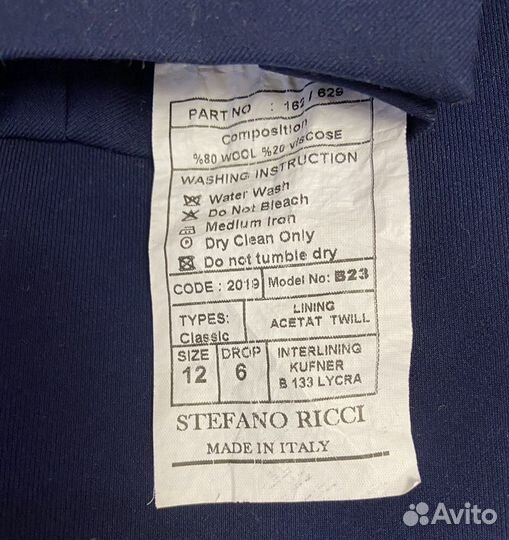 PART NO : 162 / 629
Composition
%80 WOOL %20 viSCOSE
WASHING INSTRUCTION
Water Wash
Do Not Bleach
Medium Iron
Dry Clean Only
Do not tumble dry
CODE : 2019 Model No: B23
TYPES: Classic
LINING
ACETAT TWILL
SIZE 12
DROP 6
INTERLINING
KUFNER
B 133 LYCRA
STEFANO RICCI
MADE IN ITALY
Avito